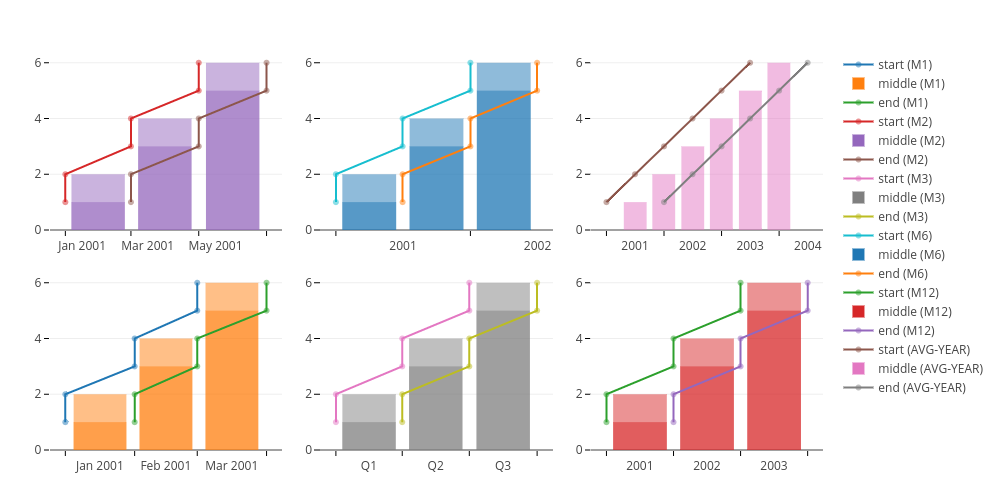 6
4
2
0
Jan 2001 Mar 2001 May 2001
6
4
2
0
2001 2002
6
4
2
0
2001 2002 2003 2004
6
4
2
0
Jan 2001 Feb 2001 Mar 2001
6
4
2
0
Q1 Q2 Q3
6
4
2
0
2001 2002 2003
start (M1)
middle (M1)
end (M1)
start (M2)
middle (M2)
end (M2)
start (M3)
middle (M3)
end (M3)
start (M6)
middle (M6)
end (M6)
start (M12)
middle (M12)
end (M12)
start (AVG-YEAR)
middle (AVG-YEAR)
end (AVG-YEAR)